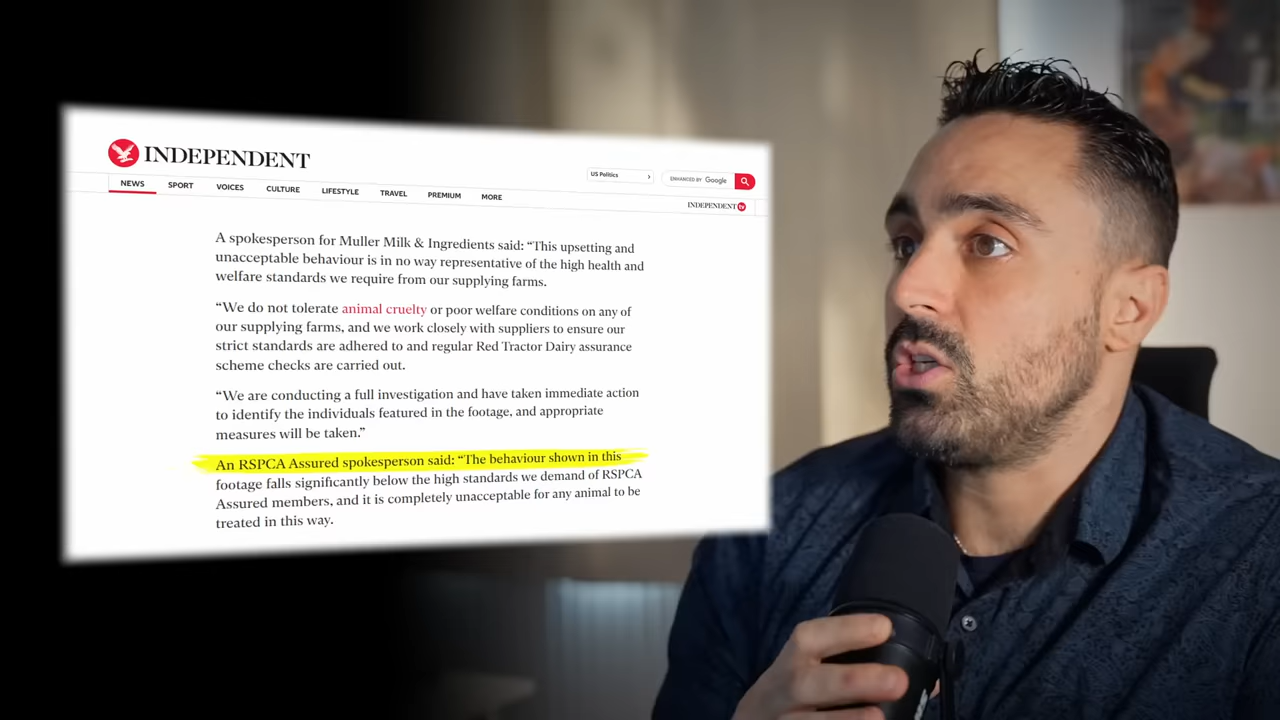 INDEPENDENT
US Politics
ENHANCED BY Google
NEWS SPORT VOICES CULTURE LIFESTYLE TRAVEL PREMIUM MORE
INDEPENDENT tv
A spokesperson for Muller Milk & Ingredients said: “This upsetting and
unacceptable behaviour is in no way representative of the high health and
welfare standards we require from our supplying farms.
“We do not tolerate animal cruelty or poor welfare conditions on any of
our supplying farms, and we work closely with suppliers to ensure our
strict standards are adhered to and regular Red Tractor Dairy assurance
scheme checks are carried out.
“We are conducting a full investigation and have taken immediate action
to identify the individuals featured in the footage, and appropriate
measures will be taken.”
An RSPCA Assured spokesperson said: “The behaviour shown in this
footage falls significantly below the high standards we demand of RSPCA
Assured members, and it is completely unacceptable for any animal to be
treated in this way.